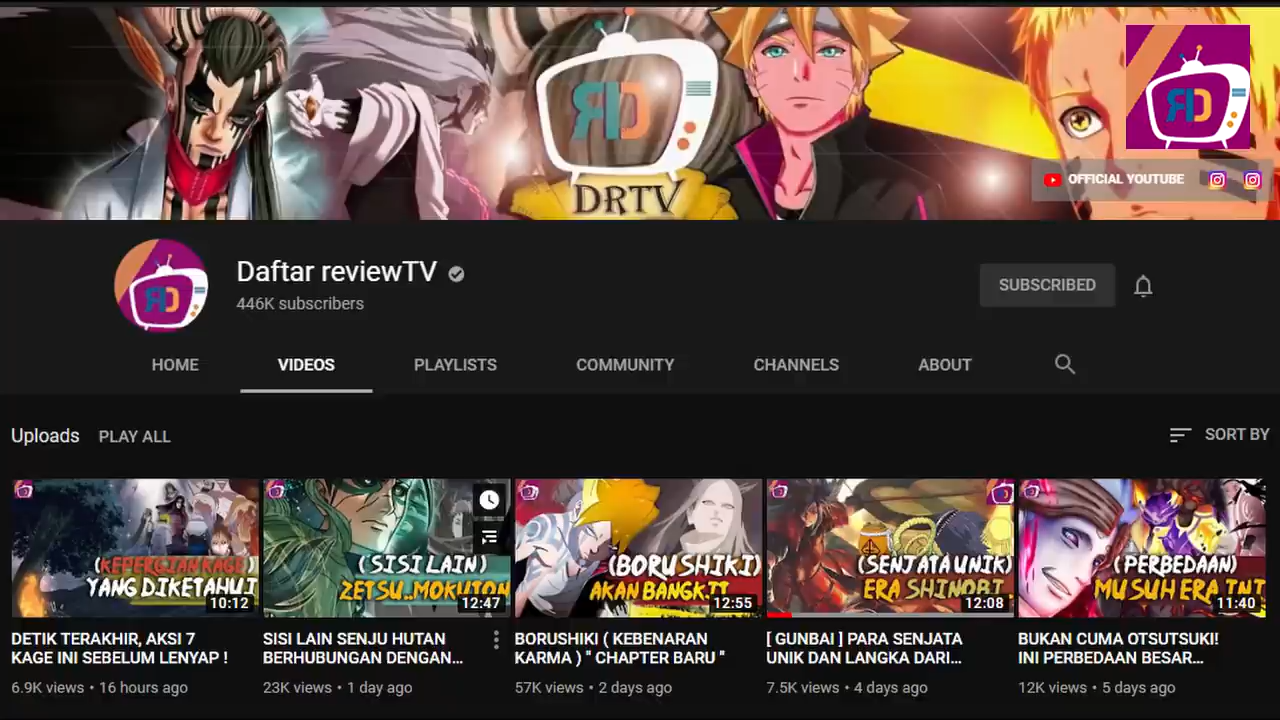 RD
DRTV
RD
OFFICIAL YOUTUBE
RD
Daftar reviewTV
446K subscribers
SUBSCRIBED
HOME VIDEOS PLAYLISTS COMMUNITY CHANNELS ABOUT
Uploads PLAY ALL SORT BY
(KEPERGIAN KAGE)
YANG DIKETAHUI
10:12
DETIK TERAKHIR, AKSI 7
KAGE INI SEBELUM LENYAP !
6.9K views • 16 hours ago
(SISI LAIN)
ZETSU..MOKUTON
12:47
SISI LAIN SENJU HUTAN
BERHUBUNGAN DENGAN...
23K views • 1 day ago
(BORUSHIKI)
AKAN BANGKIT
12:55
BORUSHIKI ( KEBENARAN
KARMA ) " CHAPTER BARU "
57K views • 2 days ago
(SENJATA UNIK)
ERA SHINOBI
12:08
[ GUNBAI ] PARA SENJATA
UNIK DAN LANGKA DARI...
7.5K views • 4 days ago
(PERBEDAAN)
MUSUH ERA INI
11:40
BUKAN CUMA OTSUTSUKI!
INI PERBEDAAN BESAR...
12K views • 5 days ago